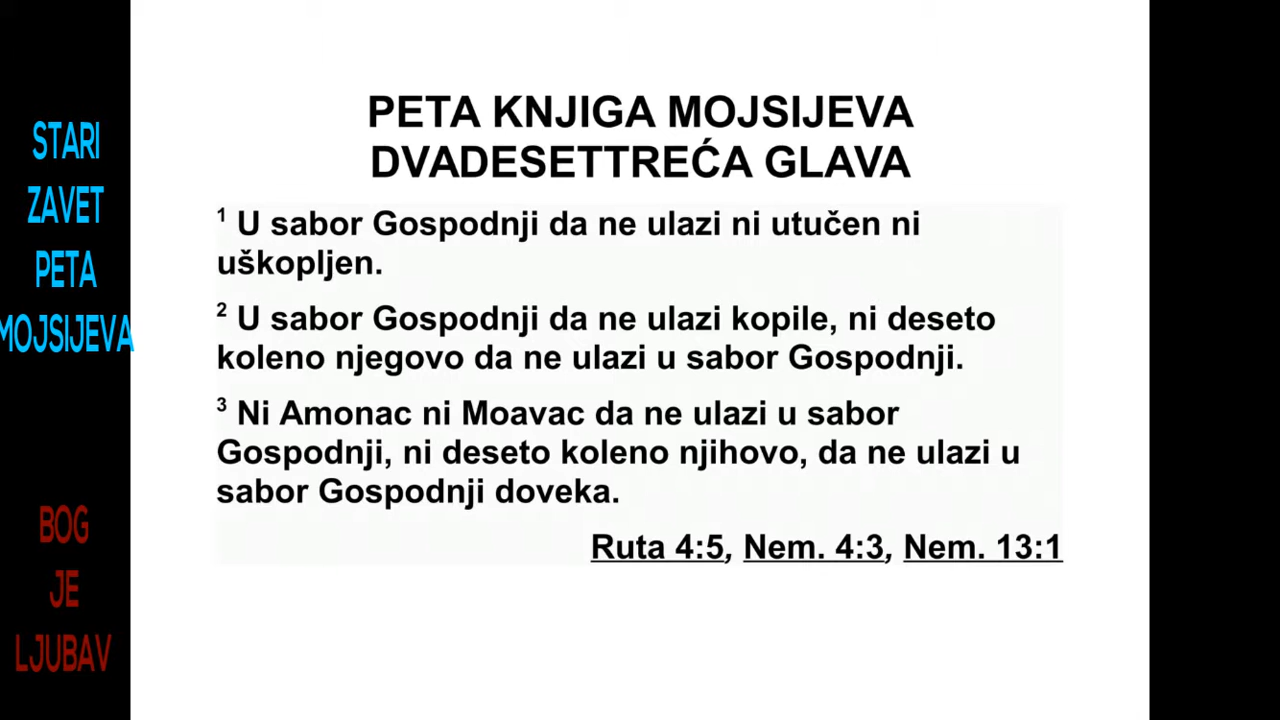 STARI
ZAVET
PETA
MOJSIJEVA
BOG
JE
LJUBAV
PETA KNJIGA MOJSIJEVA
DVADESETTREĆA GLAVA
1 U sabor Gospodnji da ne ulazi ni utučen ni
uškopljen.
2 U sabor Gospodnji da ne ulazi kopile, ni deseto
koleno njegovo da ne ulazi u sabor Gospodnji.
3 Ni Amonac ni Moavac da ne ulazi u sabor
Gospodnji, ni deseto koleno njihovo, da ne ulazi u
sabor Gospodnji doveka.
Ruta 4:5, Nem. 4:3, Nem. 13:1